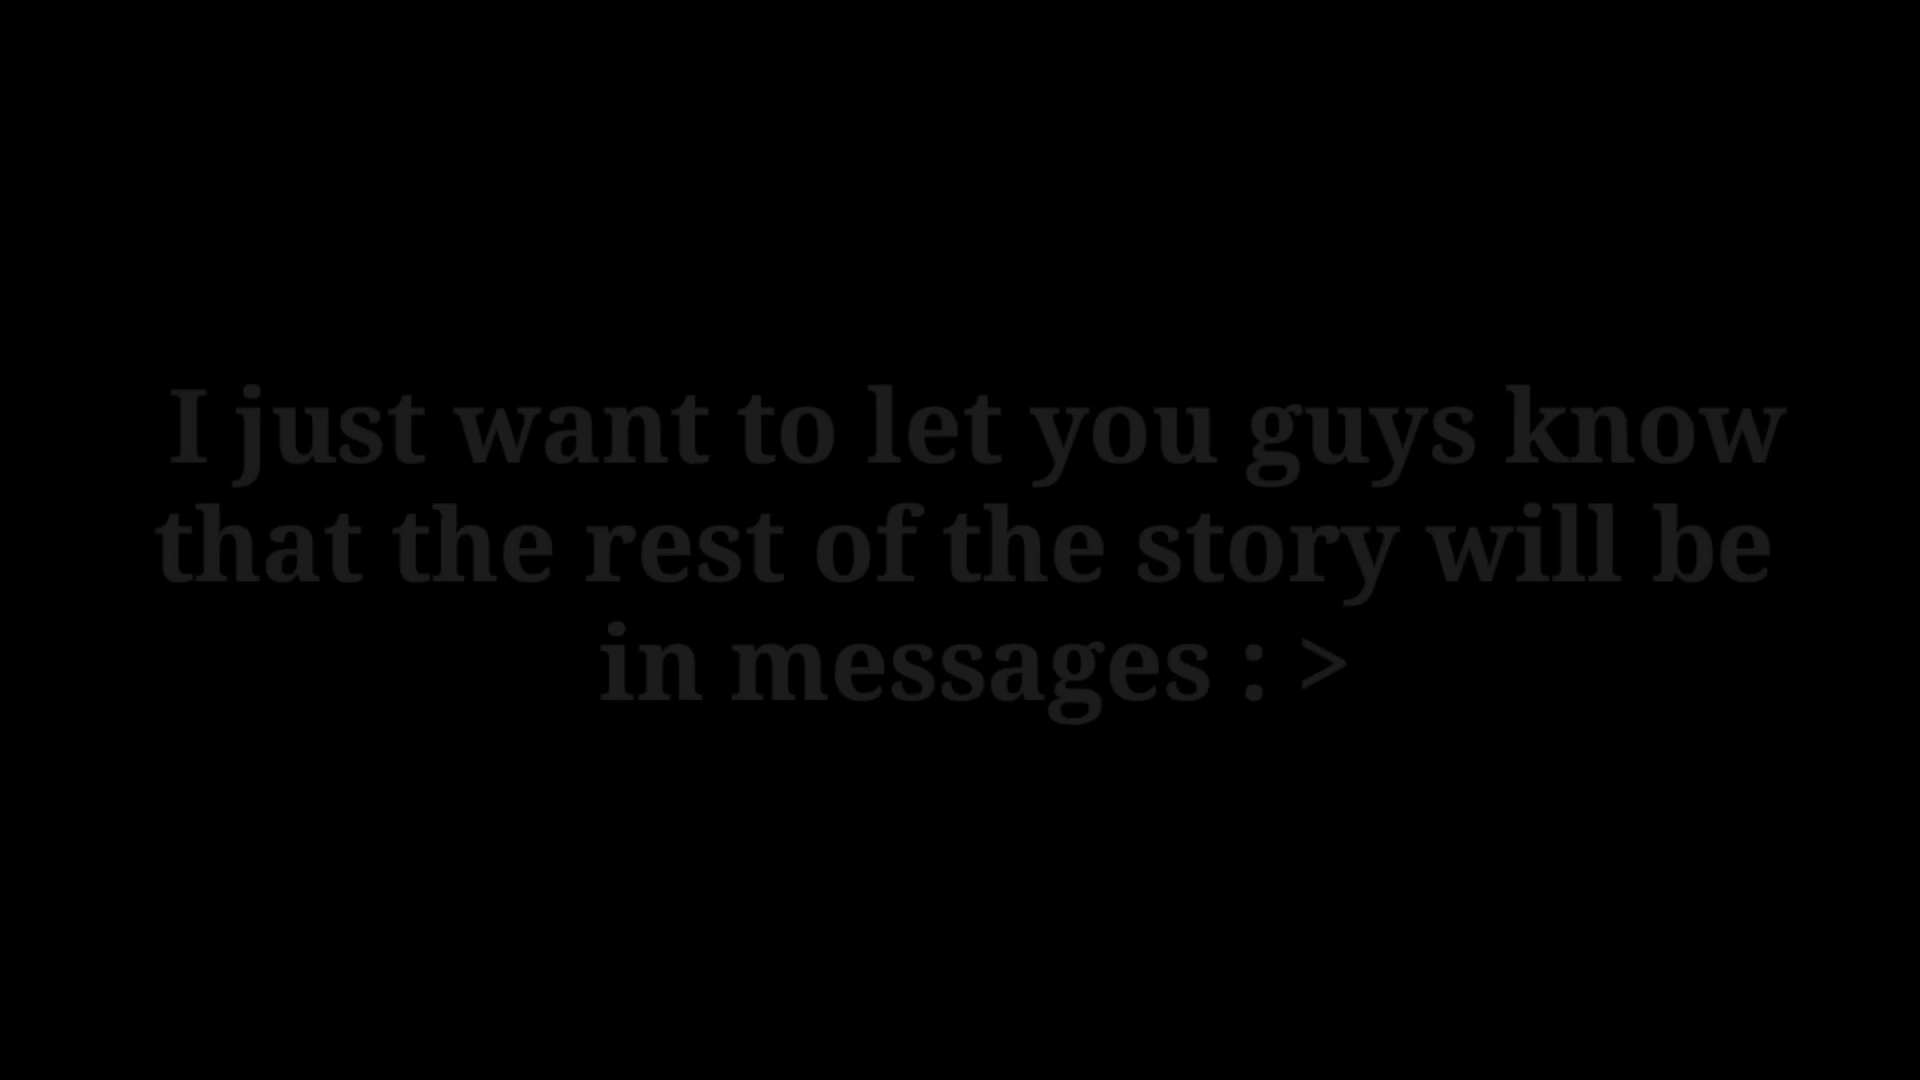 I just want to let you guys know
that the rest of the story will be
in messages : >